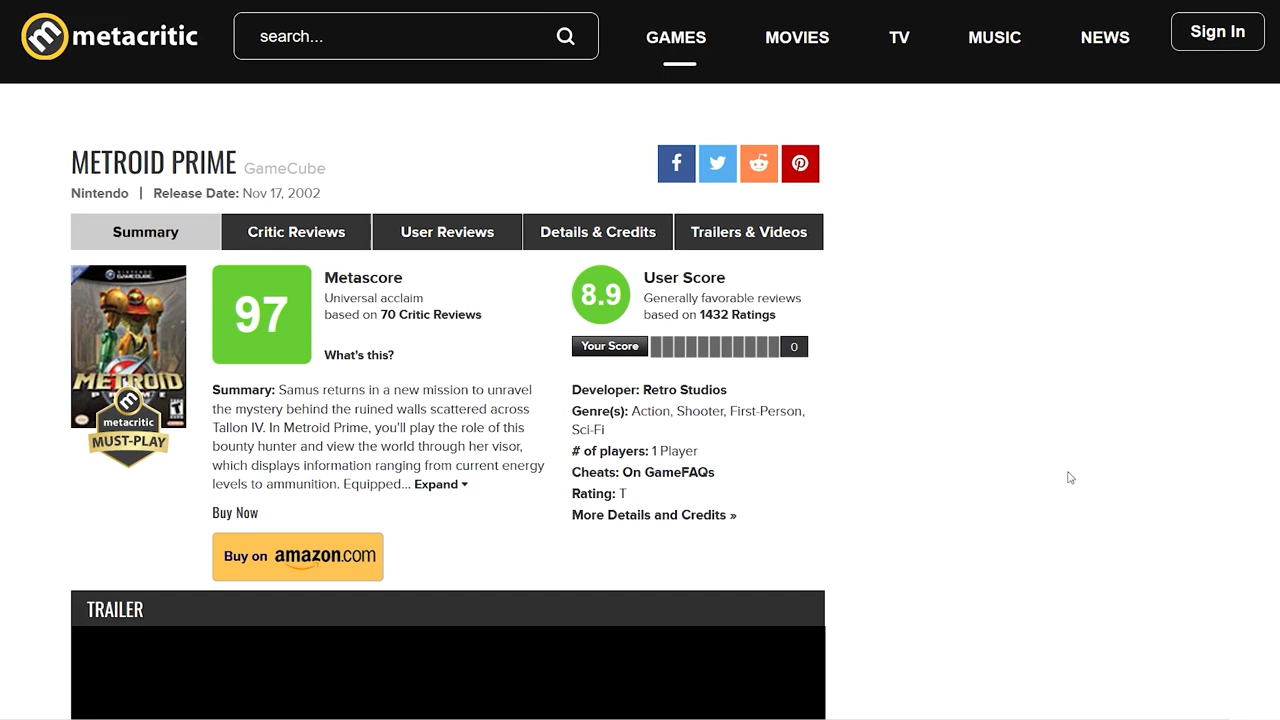 metacritic
search...
GAMES
MOVIES
TV
MUSIC
NEWS
Sign In
METROID PRIME GameCube
Nintendo | Release Date: Nov 17, 2002
Summary
Critic Reviews
User Reviews
Details & Credits
Trailers & Videos
GAMECUBE
METROID
PRIME
metacritic
MUST-PLAY
97
Metascore
Universal acclaim
based on 70 Critic Reviews
What's this?
Summary: Samus returns in a new mission to unravel
the mystery behind the ruined walls scattered across
Tallon IV. In Metroid Prime, you'll play the role of this
bounty hunter and view the world through her visor,
which displays information ranging from current energy
levels to ammunition. Equipped... Expand
Buy Now
Buy on amazon.com
8.9
User Score
Generally favorable reviews
based on 1432 Ratings
Your Score
0
Developer: Retro Studios
Genre(s): Action, Shooter, First-Person,
Sci-Fi
# of players: 1 Player
Cheats: On GameFAQs
Rating: T
More Details and Credits »
TRAILER